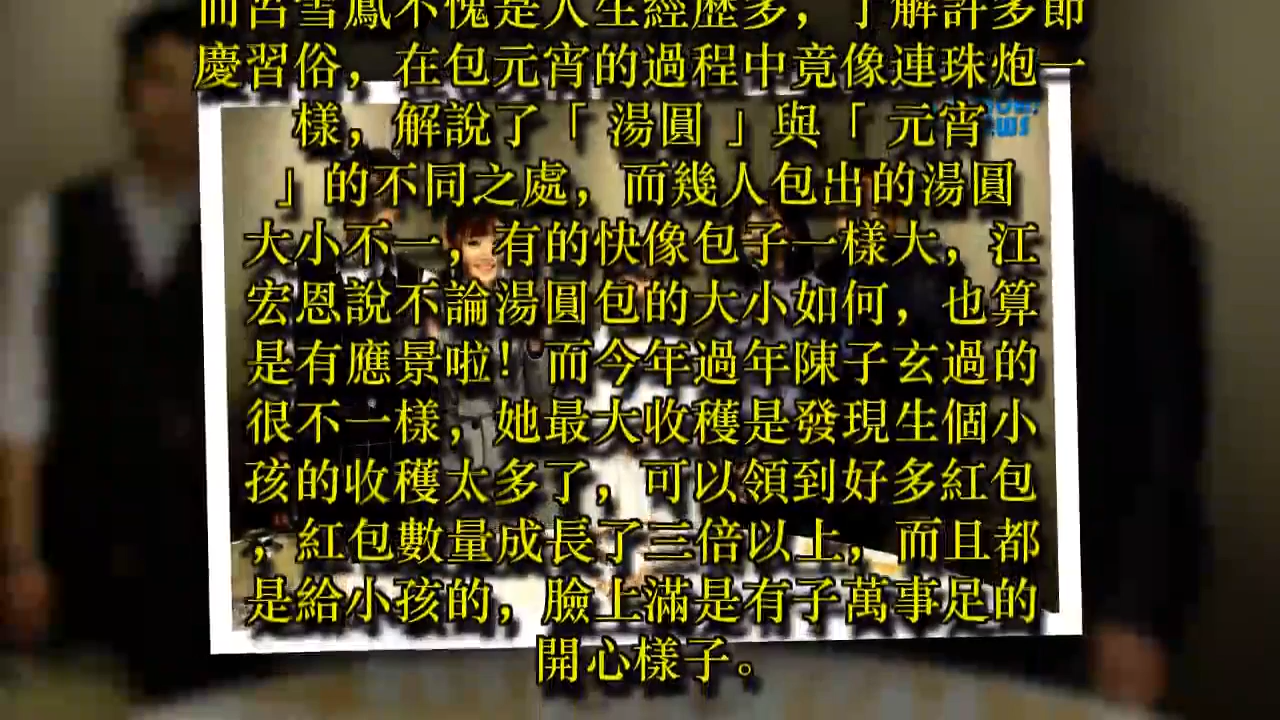 而呂雪鳳不愧是人生經歷多，了解許多節
慶習俗，在包元宵的過程中竟像連珠炮一
樣，解說了「 湯圓 」與「 元宵
」的不同之處，而幾人包出的湯圓
大小不一，有的快像包子一樣大，江
宏恩說不論湯圓包的大小如何，也算
是有應景啦！而今年過年陳子玄過的
很不一樣，她最大收穫是發現生個小
孩的收穫太多了，可以領到好多紅包
，紅包數量成長了三倍以上，而且都
是給小孩的，臉上滿是有子萬事足的
開心樣子。